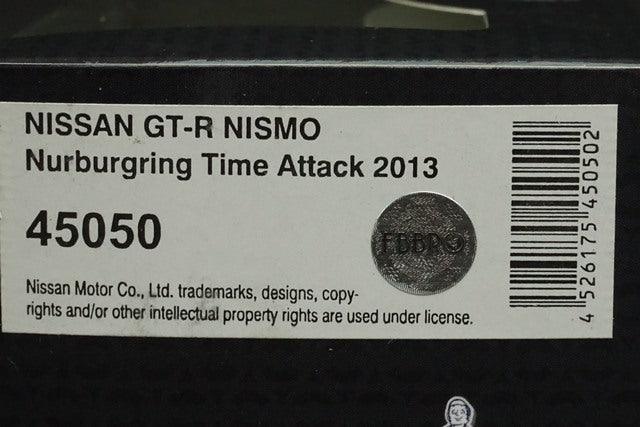 NISSAN GT-R NISMO
Nurburgring Time Attack 2013
45050
EBBRO
Nissan Motor Co., Ltd. trademarks, designs, copy-
rights and/or other intellectual property rights are used under license.
4 526175 450502